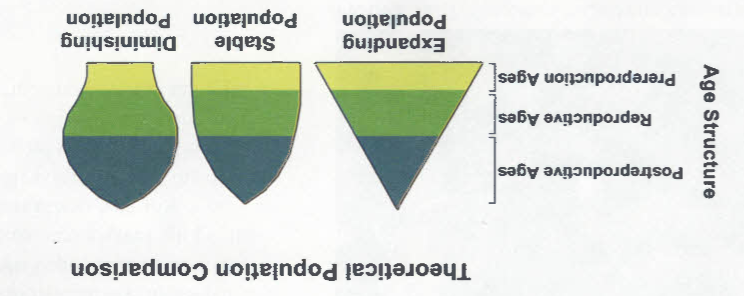 Theoretical Population Comparison
Age Structure
Postreproductive Ages
Reproductive Ages
Prereproduction Ages
Expanding
Population
Stable
Population
Diminishing
Population